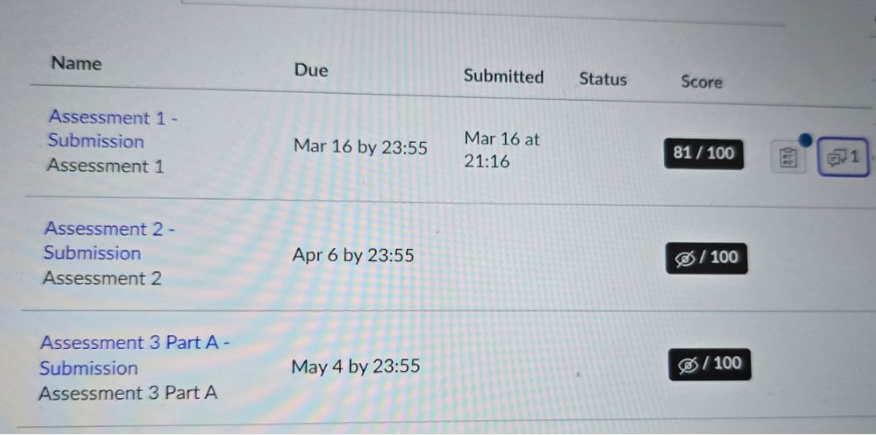 Name Due Submitted Status Score
Assessment 1 -
Submission
Assessment 1
Mar 16 by 23:55
Mar 16 at
21:16
81 / 100
1
Assessment 2 -
Submission
Assessment 2
Apr 6 by 23:55
/ 100
Assessment 3 Part A -
Submission
Assessment 3 Part A
May 4 by 23:55
/ 100